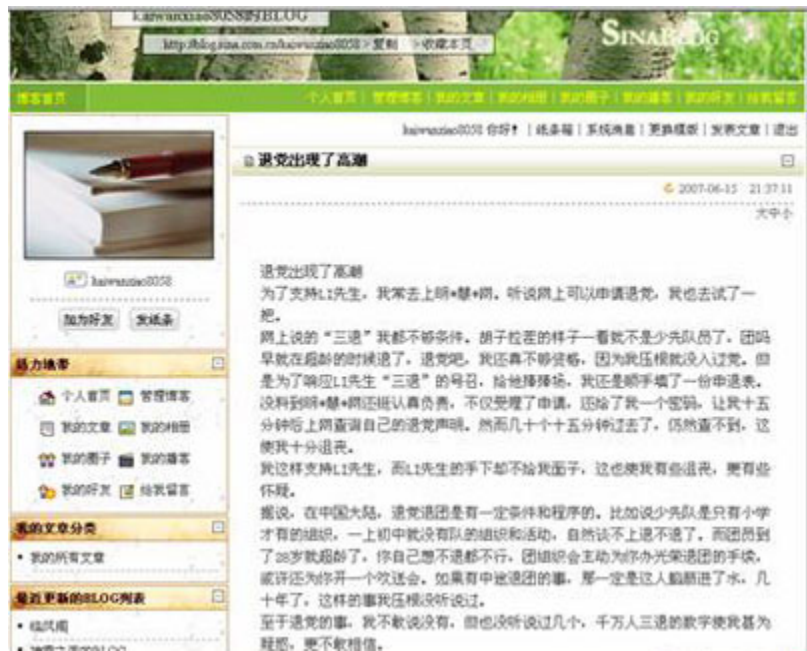 kaiwanxiao8058的BLOG
http://blog.sina.com.cn/kaiwanxiao8058 > 复制 > 收藏本页
SINABLOG
博客首页
个人首页 | 管理博客 | 我的文章 | 我的相册 | 我的圈子 | 我的播客 | 我的好友 | 给我留言
kaiwanxiao8058 你好! | 纸条箱 | 系统消息 | 更换模版 | 发表文章 | 退出
退党出现了高潮
2007-06-15 21:37:11
大中小
kaiwanxiao8058
加为好友 发纸条
活力地带
个人首页 管理博客
我的文章 我的相册
我的圈子 我的播客
我的好友 给我留言
我的文章分类
• 我的所有文章
最近更新的BLOG列表
• 临风阁
退党出现了高潮
为了支持LI先生，我常去上明*慧*网。听说网上可以申请退党，我也去试了一
把。
网上说的“三退”我都不够条件。胡子拉茬的样子一看就不是少先队员了，团吗
早就在超龄的时候退了，退党吧，我还真不够资格，因为我压根就没入过党。但
是为了响应LI先生“三退”的号召，给他捧捧场，我还是顺手填了一份申退表。
没料到明*慧*网还挺认真负责，不仅受理了申请，还给了我一个密码，让我十五
分钟后上网查询自己的退党声明。然而几十个十五分钟过去了，仍然查不到，这
使我十分沮丧。
我这样支持LI先生，而LI先生的手下却不给我面子，这也使我有些沮丧，更有些
怀疑。
据说，在中国大陆，退党退团是有一定条件和程序的。比如说少先队是只有小学
才有的组织，一上初中就没有队的组织和活动，自然谈不上退不退了。而团员到
了28岁就超龄了，你自己想不退都不行，团组织会主动为你办光荣退团的手续，
或许还为你开一个欢送会。如果有中途退团的事，那一定是这人脑筋进了水，几
十年了，这样的事我压根没听说过。
至于退党的事，我不敢说没有，但也没听说过几个，千万人三退的数字使我甚为
疑惑，更不敢相信。